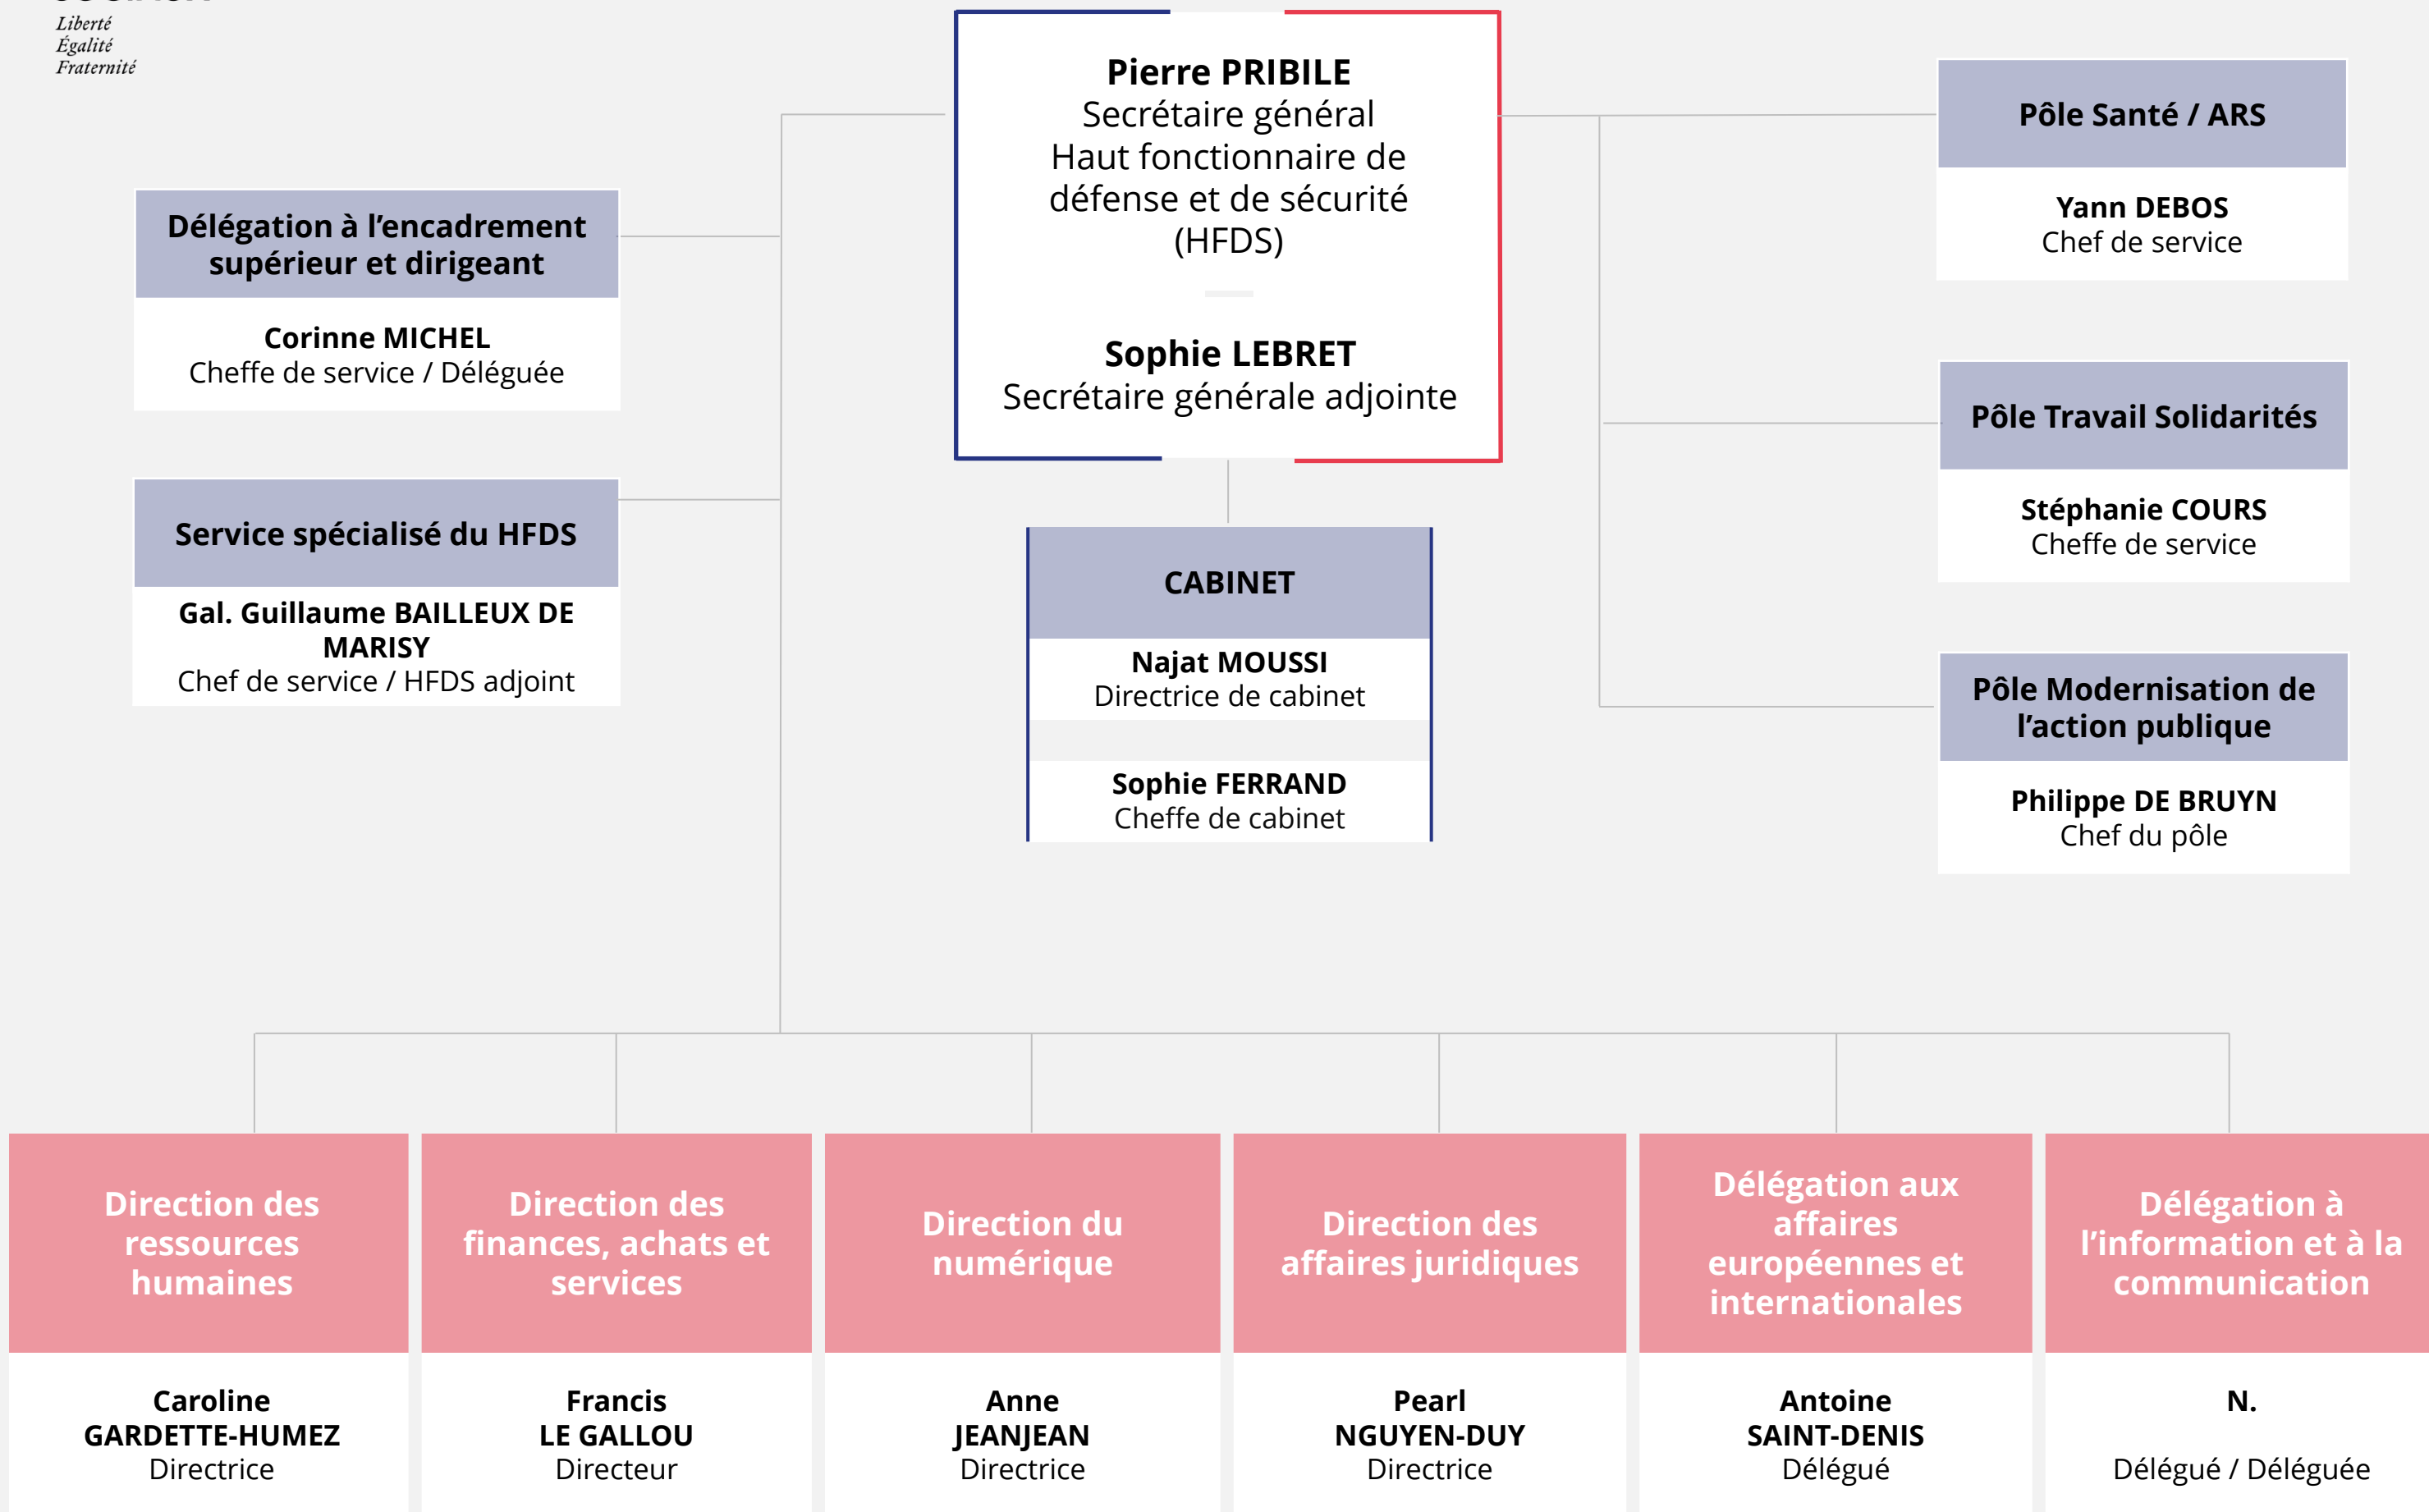 Liberté
Égalité
Fraternité
Pierre PRIBILE
Secrétaire général
Haut fonctionnaire de
défense et de sécurité
(HFDS)
Sophie LEBRET
Secrétaire générale adjointe
Délégation à l’encadrement
supérieur et dirigeant
Corinne MICHEL
Cheffe de service / Déléguée
Service spécialisé du HFDS
Gal. Guillaume BAILLEUX DE
MARISY
Chef de service / HFDS adjoint
CABINET
Najat MOUSSI
Directrice de cabinet
Sophie FERRAND
Cheffe de cabinet
Pôle Santé / ARS
Yann DEBOS
Chef de service
Pôle Travail Solidarités
Stéphanie COURS
Cheffe de service
Pôle Modernisation de
l’action publique
Philippe DE BRUYN
Chef du pôle
Direction des
ressources
humaines
Caroline
GARDETTE-HUMEZ
Directrice
Direction des
finances, achats et
services
Francis
LE GALLOU
Directeur
Direction du
numérique
Anne
JEANJEAN
Directrice
Direction des
affaires juridiques
Pearl
NGUYEN-DUY
Directrice
Délégation aux
affaires
européennes et
internationales
Antoine
SAINT-DENIS
Délégué
Délégation à
l’information et à la
communication
N.
Délégué / Déléguée